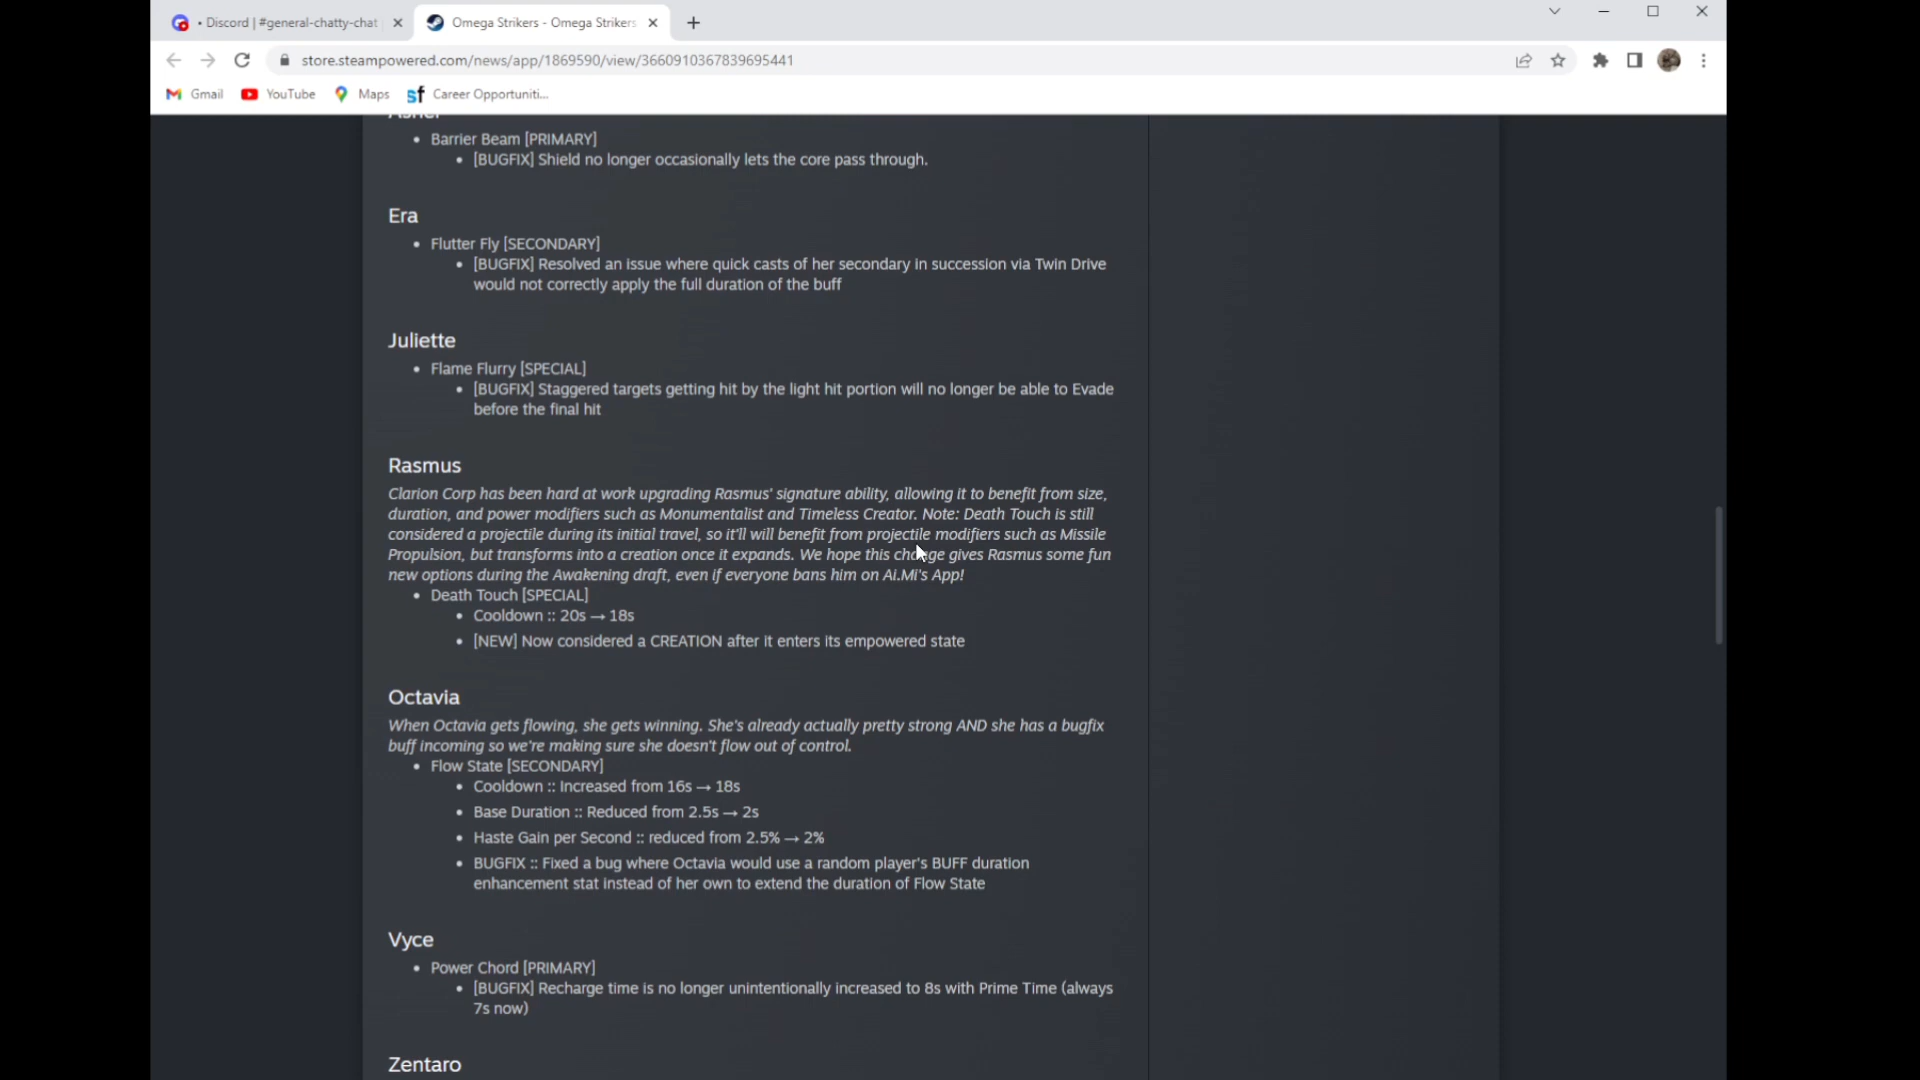 • Discord | #general-chatty-chat
Omega Strikers - Omega Strikers
store.steampowered.com/news/app/1869590/view/3660910367839695441
Gmail
YouTube
Maps
sf Career Opportuniti...
Asher
• Barrier Beam [PRIMARY]
• [BUGFIX] Shield no longer occasionally lets the core pass through.
Era
• Flutter Fly [SECONDARY]
• [BUGFIX] Resolved an issue where quick casts of her secondary in succession via Twin Drive
would not correctly apply the full duration of the buff
Juliette
• Flame Flurry [SPECIAL]
• [BUGFIX] Staggered targets getting hit by the light hit portion will no longer be able to Evade
before the final hit
Rasmus
Clarion Corp has been hard at work upgrading Rasmus' signature ability, allowing it to benefit from size,
duration, and power modifiers such as Monumentalist and Timeless Creator. Note: Death Touch is still
considered a projectile during its initial travel, so it'll will benefit from projectile modifiers such as Missile
Propulsion, but transforms into a creation once it expands. We hope this change gives Rasmus some fun
new options during the Awakening draft, even if everyone bans him on Ai.Mi's App!
• Death Touch [SPECIAL]
• Cooldown :: 20s → 18s
• [NEW] Now considered a CREATION after it enters its empowered state
Octavia
When Octavia gets flowing, she gets winning. She's already actually pretty strong AND she has a bugfix
buff incoming so we're making sure she doesn't flow out of control.
• Flow State [SECONDARY]
• Cooldown :: Increased from 16s → 18s
• Base Duration :: Reduced from 2.5s → 2s
• Haste Gain per Second :: reduced from 2.5% → 2%
• BUGFIX :: Fixed a bug where Octavia would use a random player's BUFF duration
enhancement stat instead of her own to extend the duration of Flow State
Vyce
• Power Chord [PRIMARY]
• [BUGFIX] Recharge time is no longer unintentionally increased to 8s with Prime Time (always
7s now)
Zentaro